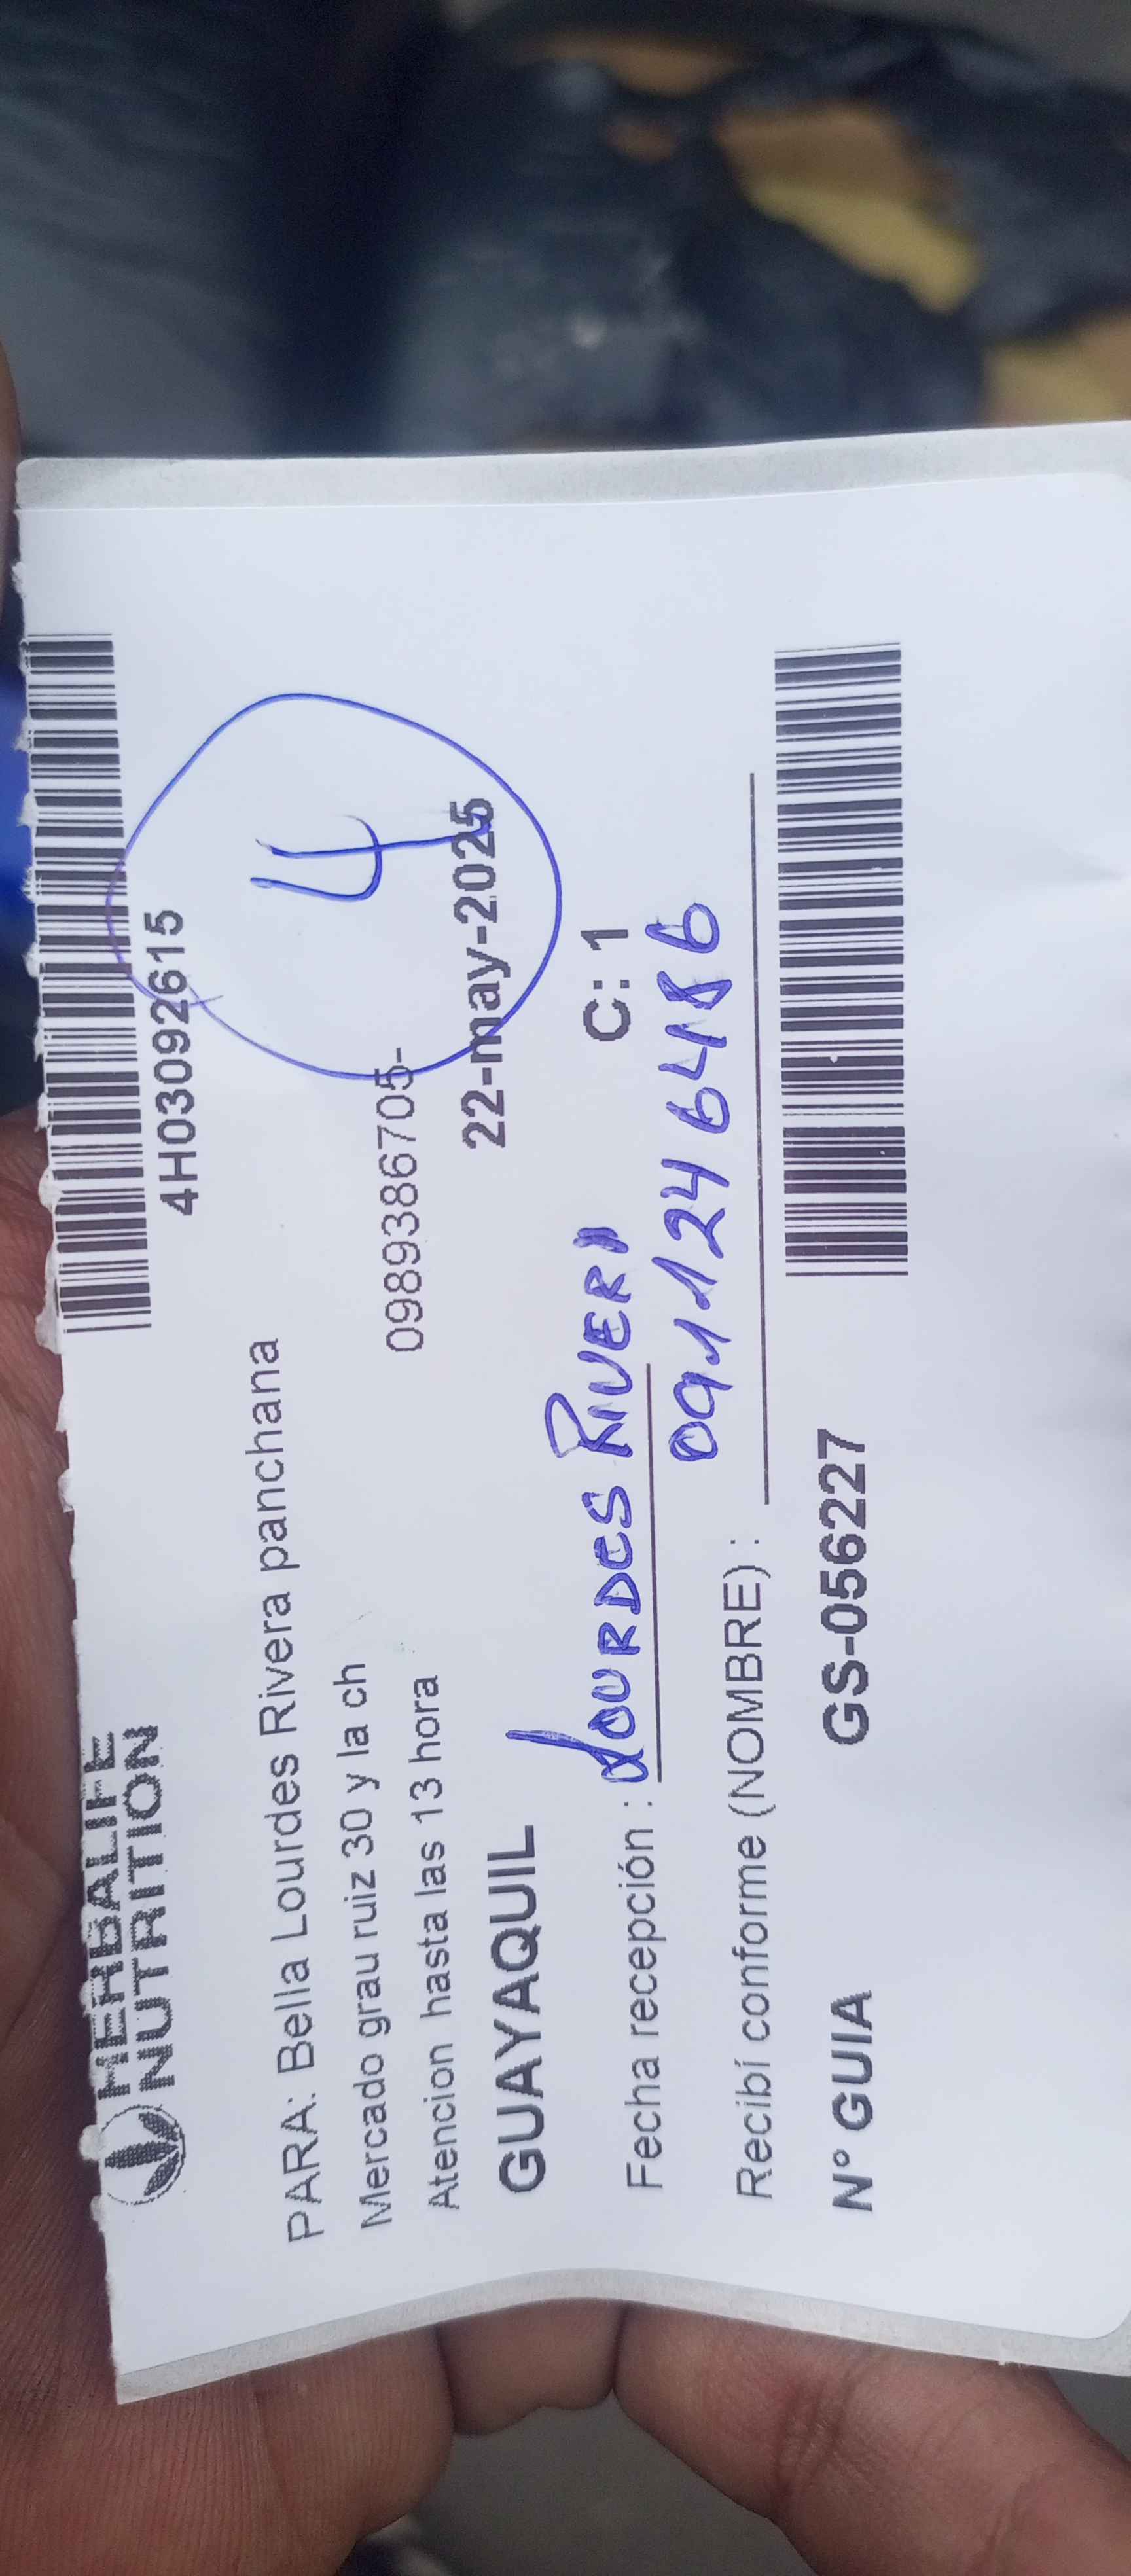 HERBALIFE
NUTRITION
4H03092615
PARA: Bella Lourdes Rivera panchana
4
Mercado grau ruiz 30 y la ch 0989386705-
Atencion hasta las 13 hora
GUAYAQUIL 22-may-2025
Fecha recepción : LOURDES RIVERA C: 1
0911246486
Recibí conforme (NOMBRE) :
N° GUIA GS-056227